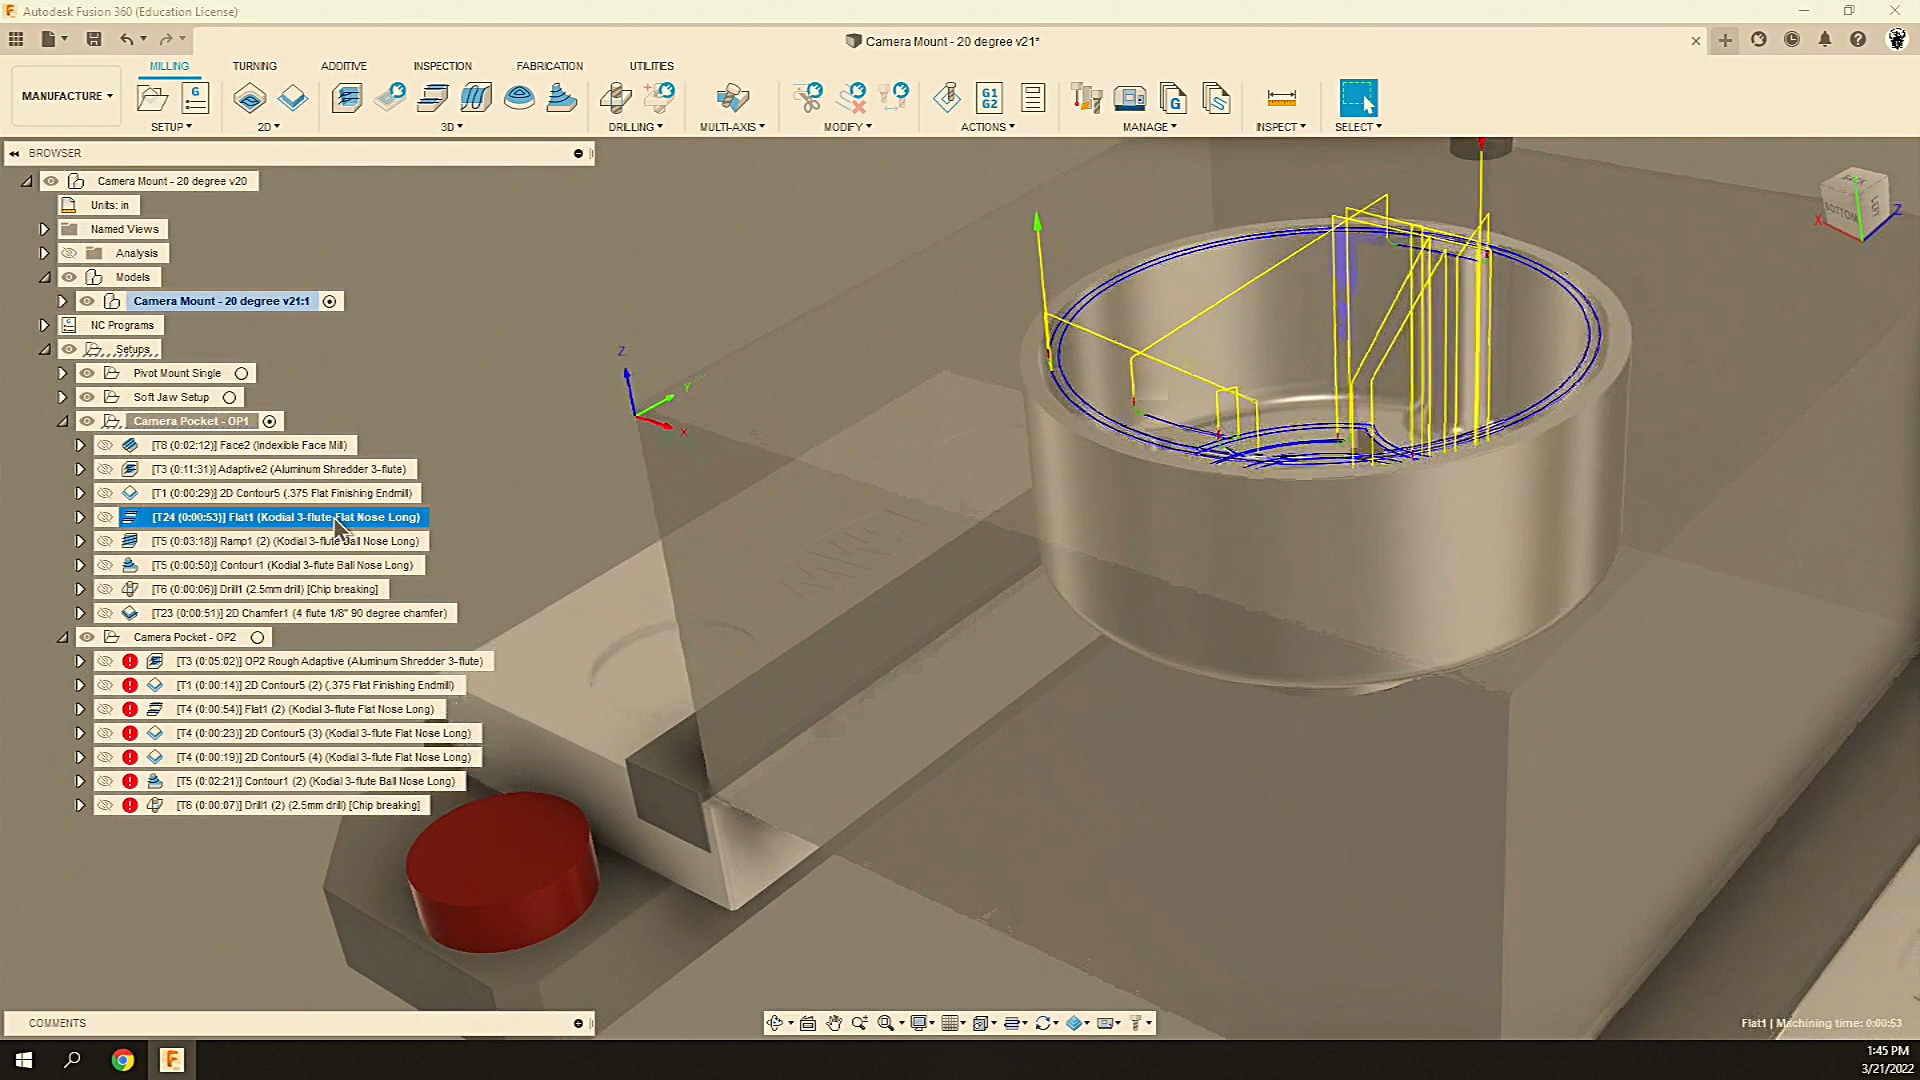 Autodesk Fusion 360 (Education License)
Camera Mount - 20 degree v21*
MILLING TURNING ADDITIVE INSPECTION FABRICATION UTILITIES
MANUFACTURE
G1
G2
SETUP 2D 3D DRILLING MULTI-AXIS MODIFY ACTIONS MANAGE INSPECT SELECT
BROWSER
Camera Mount - 20 degree v20
Units: in
Named Views
Analysis
Models
Camera Mount - 20 degree v21:1
NC Programs
Setups
Pivot Mount Single
Soft Jaw Setup
Camera Pocket - OP1
[T8 (0:02:12)] Face2 (Indexible Face Mill)
[T3 (0:11:31)] Adaptive2 (Aluminum Shredder 3-flute)
[T1 (0:00:29)] 2D Contour5 (.375 Flat Finishing Endmill)
[T24 (0:00:53)] Flat1 (Kodial 3-flute Flat Nose Long)
[T5 (0:03:18)] Ramp1 (2) (Kodial 3-flute Ball Nose Long)
[T5 (0:00:50)] Contour1 (Kodial 3-flute Ball Nose Long)
[T6 (0:00:06)] Drill1 (2.5mm drill) [Chip breaking]
[T23 (0:00:51)] 2D Chamfer1 (4 flute 1/8" 90 degree chamfer)
Camera Pocket - OP2
[T3 (0:05:02)] OP2 Rough Adaptive (Aluminum Shredder 3-flute)
[T1 (0:00:14)] 2D Contour5 (2) (.375 Flat Finishing Endmill)
[T4 (0:00:54)] Flat1 (2) (Kodial 3-flute Flat Nose Long)
[T4 (0:00:23)] 2D Contour5 (3) (Kodial 3-flute Flat Nose Long)
[T4 (0:00:19)] 2D Contour5 (4) (Kodial 3-flute Flat Nose Long)
[T5 (0:02:21)] Contour1 (2) (Kodial 3-flute Ball Nose Long)
[T6 (0:00:07)] Drill1 (2) (2.5mm drill) [Chip breaking]
Z
Y
X
BACK
BOTTOM
LEFT
X
Z
COMMENTS
Flat1 | Machining time: 0:00:53
1:45 PM
3/21/2022